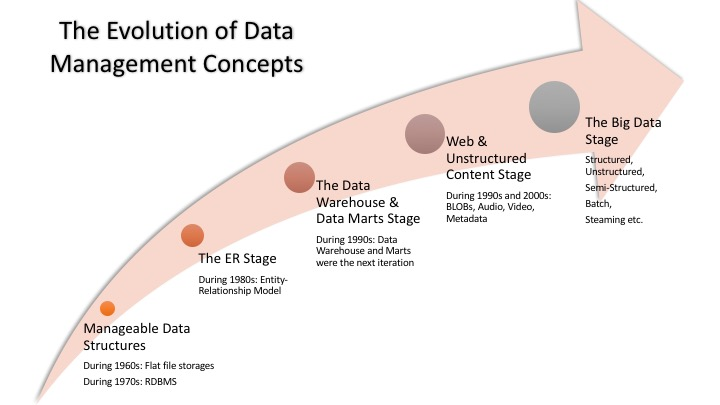 The Evolution of Data
Management Concepts
Manageable Data
Structures
During 1960s: Flat file storages
During 1970s: RDBMS
The ER Stage
During 1980s: Entity-
Relationship Model
The Data
Warehouse &
Data Marts Stage
During 1990s: Data
Warehouse and Marts
were the next iteration
Web &
Unstructured
Content Stage
During 1990s and 2000s:
BLOBs, Audio, Video,
Metadata
The Big Data
Stage
Structured,
Unstructured,
Semi-Structured,
Batch,
Steaming etc.